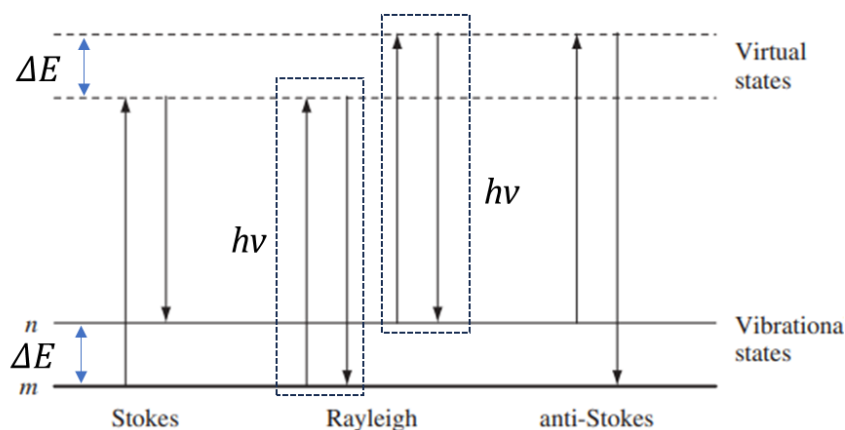 Virtual
states
ΔE
hν
hν
n
Vibrationa
states
ΔE
m
Stokes
Rayleigh
anti-Stokes